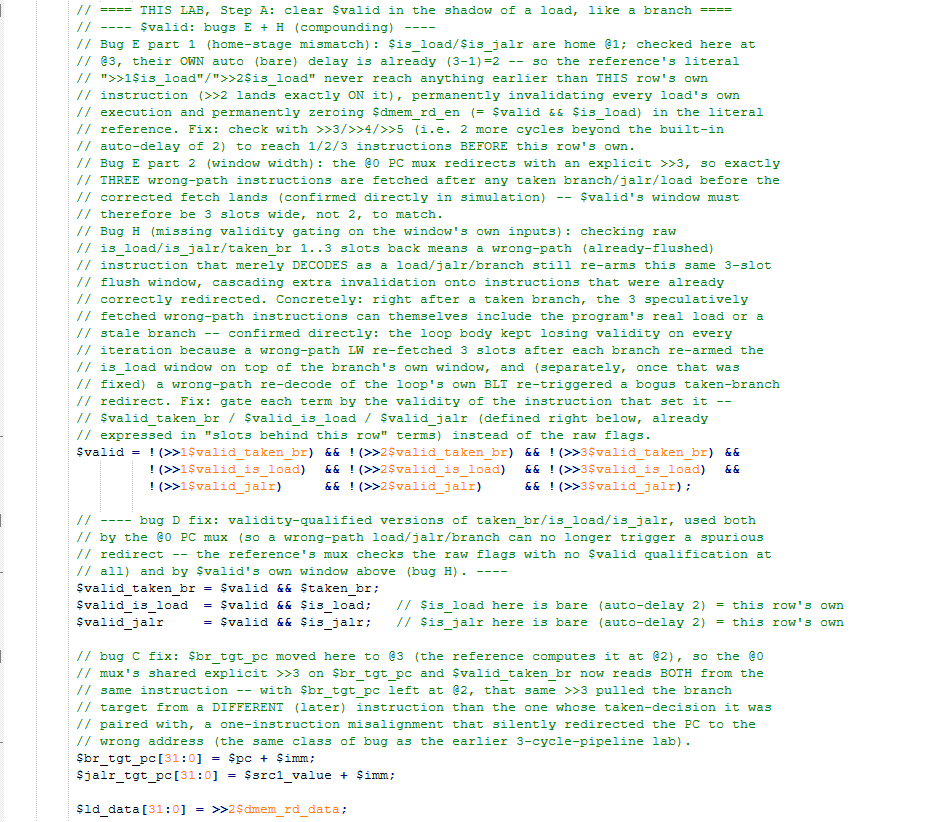 // ==== THIS LAB, Step A: clear $valid in the shadow of a load, like a branch ====
// ---- $valid: bugs E + H (compounding) ----
// Bug E part 1 (home-stage mismatch): $is_load/$is_jalr are home @1; checked here at
// @3, their OWN auto (bare) delay is already (3-1)=2 -- so the reference's literal
// ">>1$is_load"/">>2$is_load" never reach anything earlier than THIS row's own
// instruction (>>2 lands exactly ON it), permanently invalidating every load's own
// execution and permanently zeroing $dmem_rd_en (= $valid && $is_load) in the literal
// reference. Fix: check with >>3/>>4/>>5 (i.e. 2 more cycles beyond the built-in
// auto-delay of 2) to reach 1/2/3 instructions BEFORE this row's own.
// Bug E part 2 (window width): the @0 PC mux redirects with an explicit >>3, so exactly
// THREE wrong-path instructions are fetched after any taken branch/jalr/load before the
// corrected fetch lands (confirmed directly in simulation) -- $valid's window must
// therefore be 3 slots wide, not 2, to match.
// Bug H (missing validity gating on the window's own inputs): checking raw
// is_load/is_jalr/taken_br 1..3 slots back means a wrong-path (already-flushed)
// instruction that merely DECODES as a load/jalr/branch still re-arms this same 3-slot
// flush window, cascading extra invalidation onto instructions that were already
// correctly redirected. Concretely: right after a taken branch, the 3 speculatively
// fetched wrong-path instructions can themselves include the program's real load or a
// stale branch -- confirmed directly: the loop body kept losing validity on every
// iteration because a wrong-path LW re-fetched 3 slots after each branch re-armed the
// is_load window on top of the branch's own window, and (separately, once that was
// fixed) a wrong-path re-decode of the loop's own BLT re-triggered a bogus taken-branch
// redirect. Fix: gate each term by the validity of the instruction that set it --
// $valid_taken_br / $valid_is_load / $valid_jalr (defined right below, already
// expressed in "slots behind this row" terms) instead of the raw flags.
$valid = !(>>1$valid_taken_br) && !(>>2$valid_taken_br) && !(>>3$valid_taken_br) &&
!(>>1$valid_is_load) && !(>>2$valid_is_load) && !(>>3$valid_is_load) &&
!(>>1$valid_jalr) && !(>>2$valid_jalr) && !(>>3$valid_jalr);
// ---- bug D fix: validity-qualified versions of taken_br/is_load/is_jalr, used both
// by the @0 PC mux (so a wrong-path load/jalr/branch can no longer trigger a spurious
// redirect -- the reference's mux checks the raw flags with no $valid qualification at
// all) and by $valid's own window above (bug H). ----
$valid_taken_br = $valid && $taken_br;
$valid_is_load = $valid && $is_load; // $is_load here is bare (auto-delay 2) = this row's own
$valid_jalr = $valid && $is_jalr; // $is_jalr here is bare (auto-delay 2) = this row's own
// bug C fix: $br_tgt_pc moved here to @3 (the reference computes it at @2), so the @0
// mux's shared explicit >>3 on $br_tgt_pc and $valid_taken_br now reads BOTH from the
// same instruction -- with $br_tgt_pc left at @2, that same >>3 pulled the branch
// target from a DIFFERENT (later) instruction than the one whose taken-decision it was
// paired with, a one-instruction misalignment that silently redirected the PC to the
// wrong address (the same class of bug as the earlier 3-cycle-pipeline lab).
$br_tgt_pc[31:0] = $pc + $imm;
$jalr_tgt_pc[31:0] = $src1_value + $imm;
$ld_data[31:0] = >>2$dmem_rd_data;